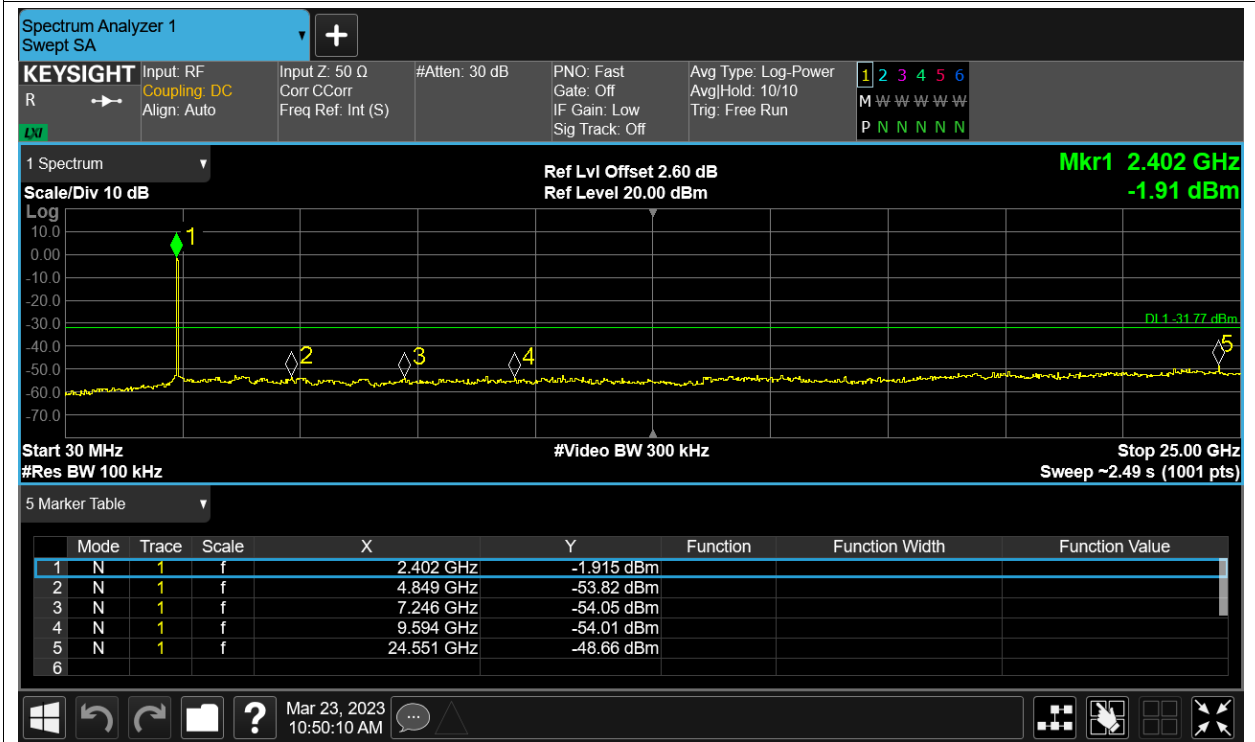 Spectrum Analyzer 1
Swept SA
+
KEYSIGHT
R
LXI
Input: RF
Coupling: DC
Align: Auto
Input Z: 50 Ω
Corr CCorr
Freq Ref: Int (S)
#Atten: 30 dB
PNO: Fast
Gate: Off
IF Gain: Low
Sig Track: Off
Avg Type: Log-Power
Avg|Hold: 10/10
Trig: Free Run
1 2 3 4 5 6
M W W W W W
P N N N N N
1 Spectrum
Scale/Div 10 dB
Ref Lvl Offset 2.60 dB
Ref Level 20.00 dBm
Mkr1 2.402 GHz
-1.91 dBm
Log
10.0
0.00
-10.0
-20.0
-30.0
-40.0
-50.0
-60.0
-70.0
1
2
3
4
5
DL1 -31.77 dBm
Start 30 MHz
#Res BW 100 kHz
#Video BW 300 kHz
Stop 25.00 GHz
Sweep ~2.49 s (1001 pts)
5 Marker Table
Mode Trace Scale X Y Function Function Width Function Value
1 N 1 f 2.402 GHz -1.915 dBm
2 N 1 f 4.849 GHz -53.82 dBm
3 N 1 f 7.246 GHz -54.05 dBm
4 N 1 f 9.594 GHz -54.01 dBm
5 N 1 f 24.551 GHz -48.66 dBm
6
?
Mar 23, 2023
10:50:10 AM